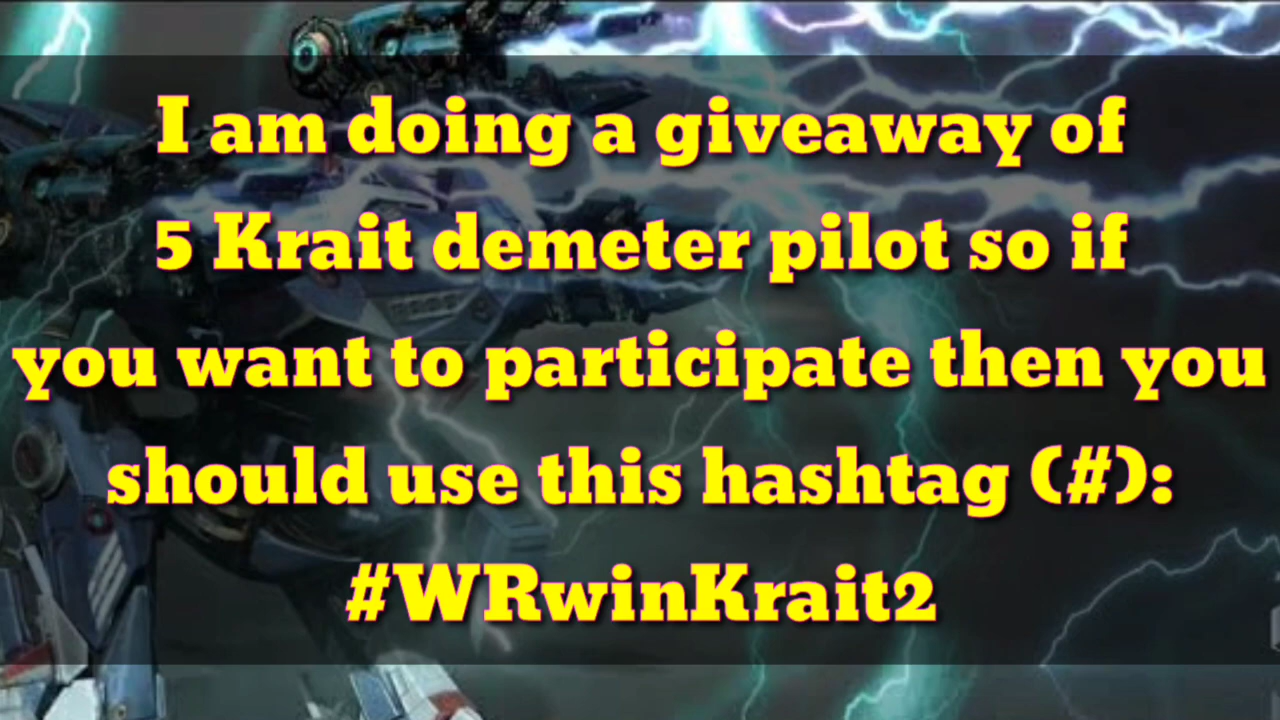 I am doing a giveaway of
5 Krait demeter pilot so if
you want to participate then you
should use this hashtag (#):
#WRwinKrait2